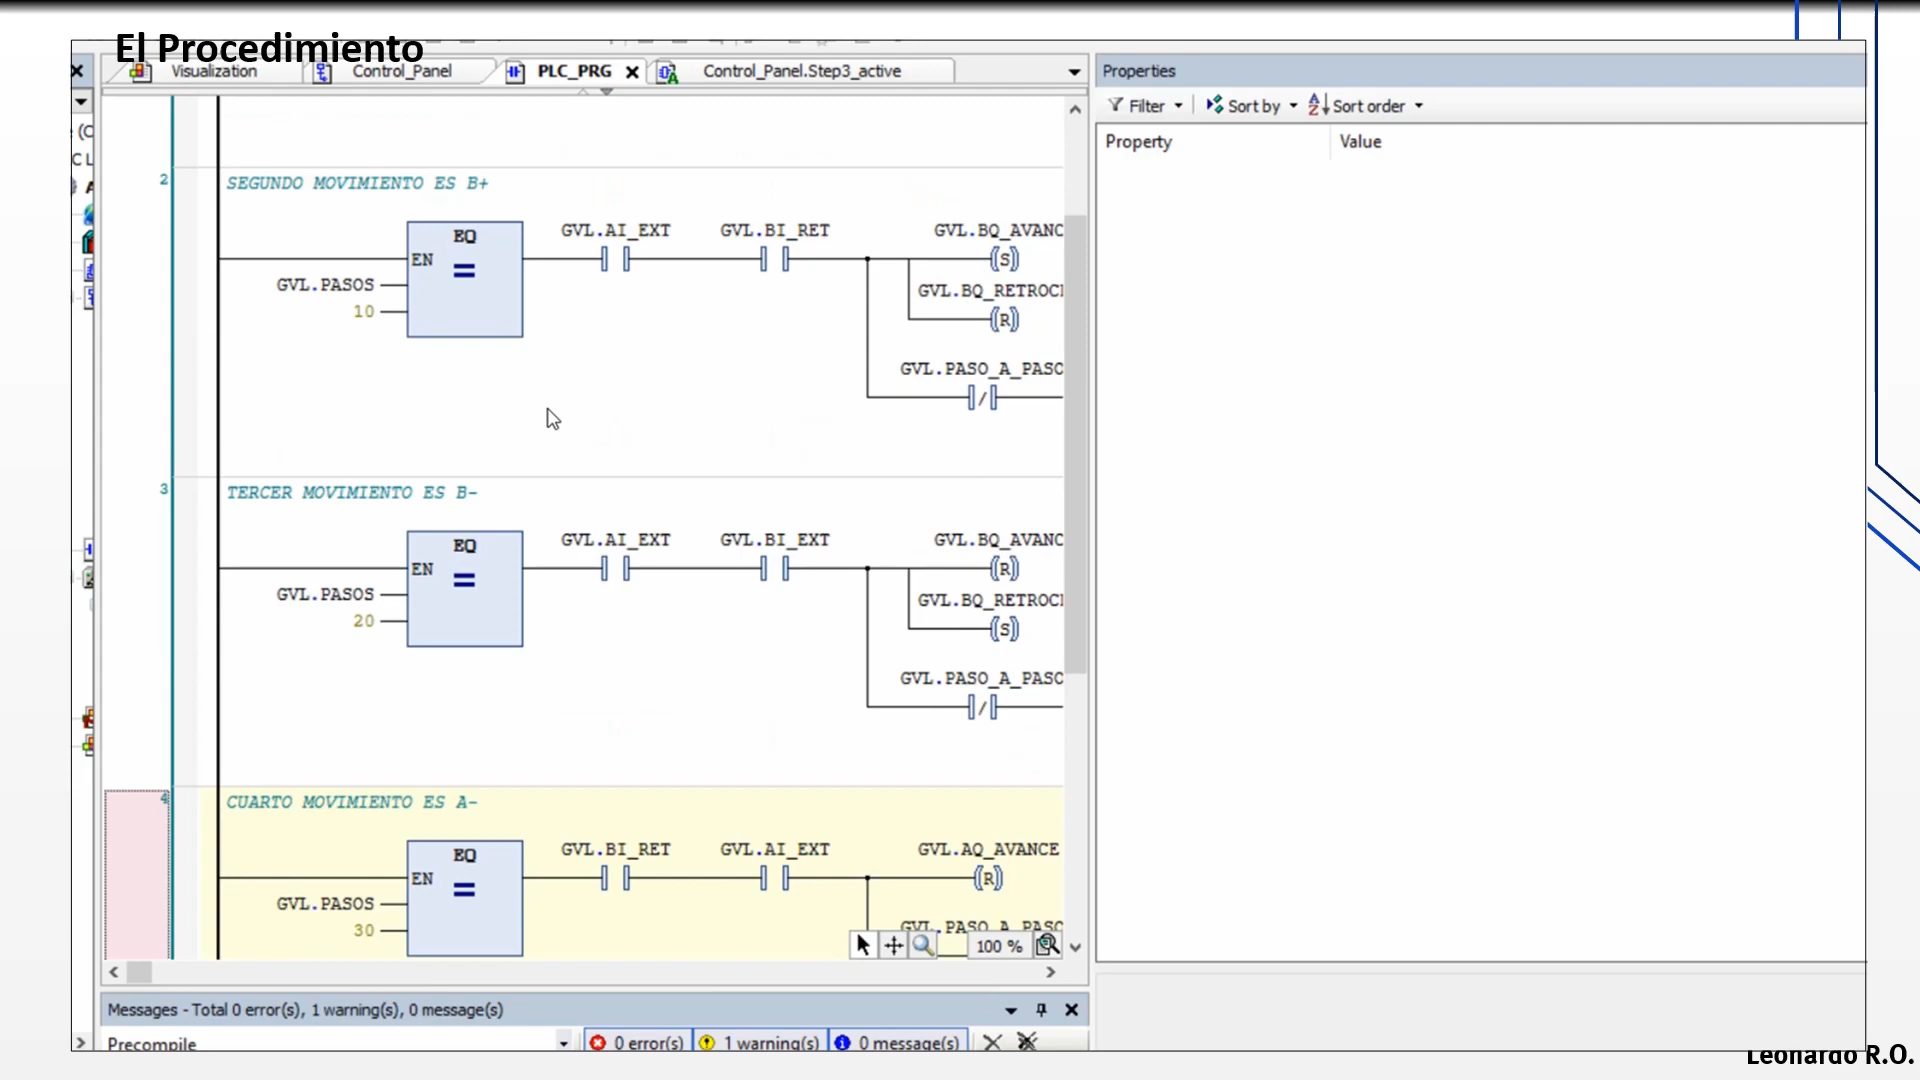 El Procedimiento
Visualization
Control_Panel
PLC_PRG
Control_Panel.Step3_active
Properties
Filter
Sort by
Sort order
Property
Value
2
SEGUNDO MOVIMIENTO ES B+
EQ
EN
=
GVL.PASOS
10
GVL.AI_EXT
GVL.BI_RET
GVL.BQ_AVANC
(S)
GVL.BQ_RETROC
(R)
GVL.PASO_A_PASO
/
3
TERCER MOVIMIENTO ES B-
EQ
EN
=
GVL.PASOS
20
GVL.AI_EXT
GVL.BI_EXT
GVL.BQ_AVANC
(R)
GVL.BQ_RETROC
(S)
GVL.PASO_A_PASO
/
4
CUARTO MOVIMIENTO ES A-
EQ
EN
=
GVL.PASOS
30
GVL.BI_RET
GVL.AI_EXT
GVL.AQ_AVANCE
(R)
GVL.PASO_A_PASO
100 %
Messages - Total 0 error(s), 1 warning(s), 0 message(s)
Precompile
0 error(s)
1 warning(s)
0 message(s)
Leonardo R.O.